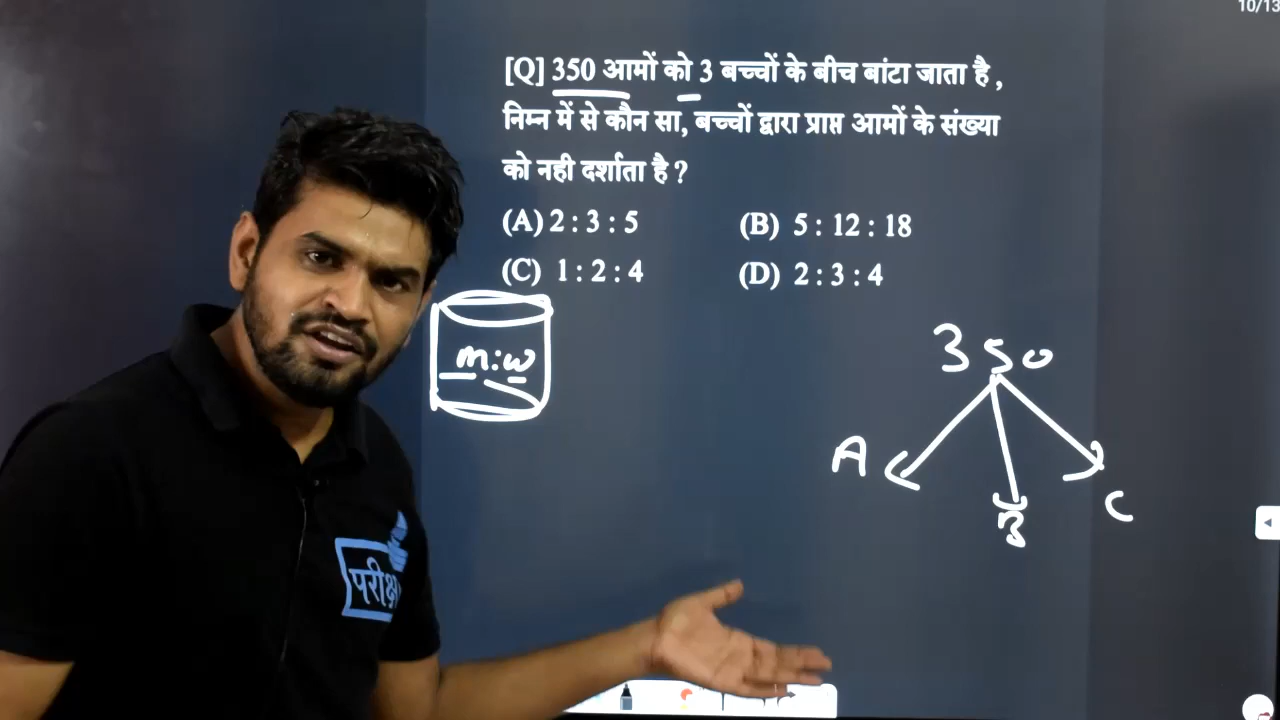 10/13
[Q] 350 आमों को 3 बच्चों के बीच बांटा जाता है ,
निम्न में से कौन सा, बच्चों द्वारा प्राप्त आमों के संख्या
को नही दर्शाता है ?
(A) 2 : 3 : 5 (B) 5 : 12 : 18
(C) 1 : 2 : 4 (D) 2 : 3 : 4
m:w
350
A B C
परीक्ष